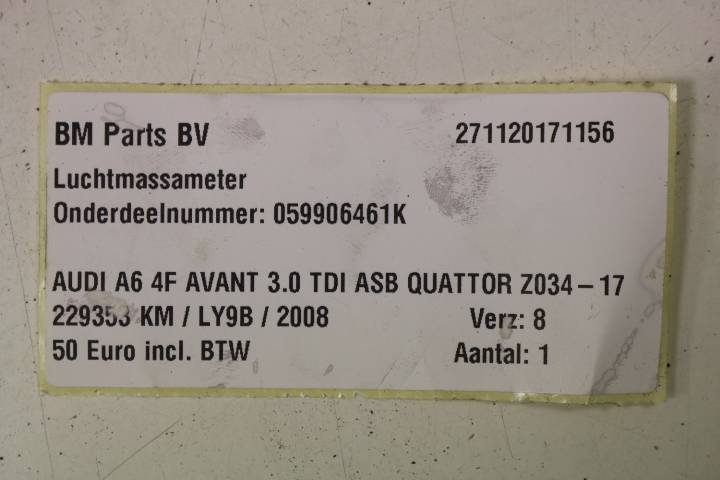 BM Parts BV 271120171156
Luchtmassameter
Onderdeelnummer: 059906461K
AUDI A6 4F AVANT 3.0 TDI ASB QUATTOR Z034-17
229353 KM / LY9B / 2008 Verz: 8
50 Euro incl. BTW Aantal: 1